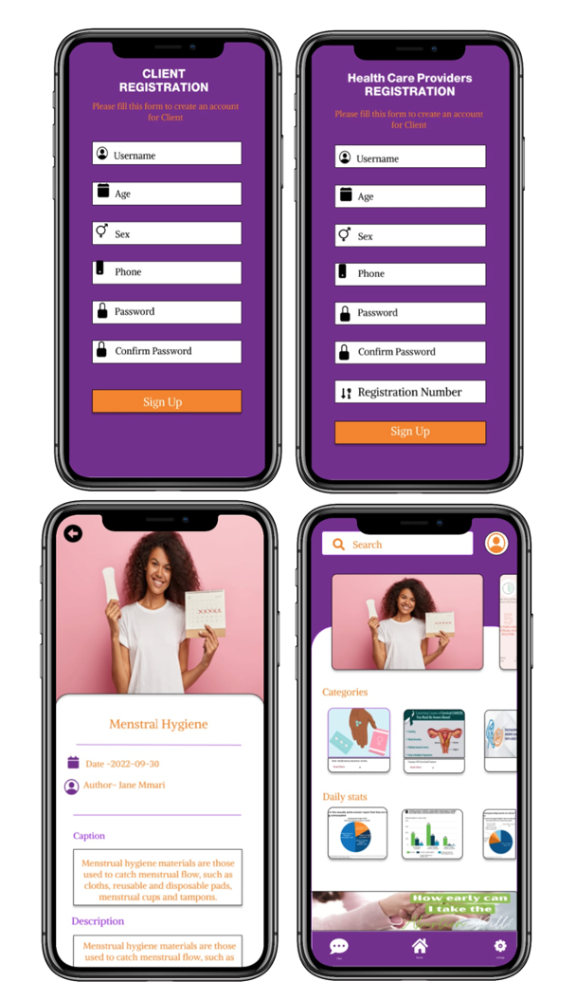 CLIENT
REGISTRATION
Please fill this form to create an account
for Client
Username
Age
Sex
Phone
Password
Confirm Password
Sign Up
Health Care Providers
REGISTRATION
Please fill this form to create an account
for Client
Username
Age
Sex
Phone
Password
Confirm Password
Registration Number
Sign Up
XXXXX
Menstral Hygiene
Date ~2022-09-30
Author~ Jane Mmari
Caption
Menstrual hygiene materials are those
used to catch menstrual flow, such as
cloths, reusable and disposable pads,
menstrual cups and tampons.
Description
Menstrual hygiene materials are those
used to catch menstrual flow, such as
Search
Categories
Daily stats
How early can
I take the